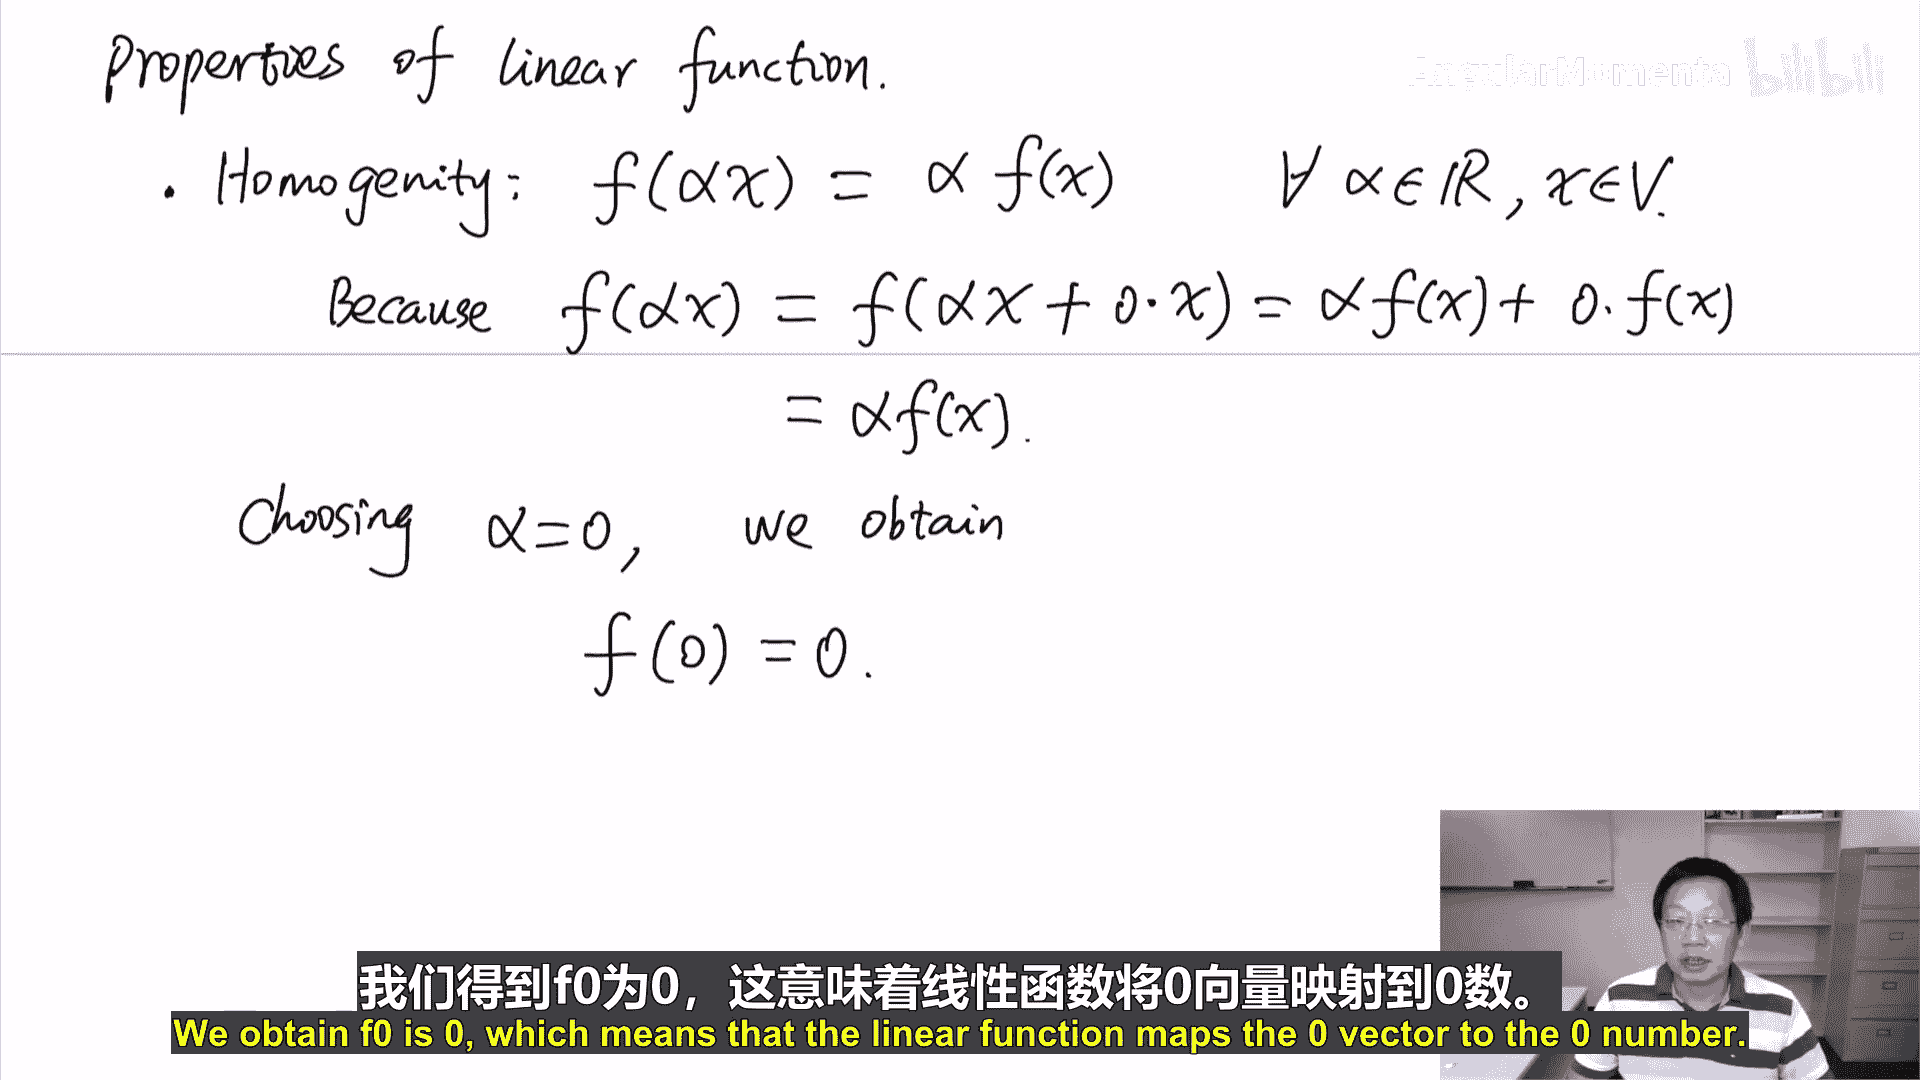 Properties of linear function.
AngularMomenta bilibili
· Homogenity: f(αx) = α f(x) ∀ α∈ℝ, x∈V.
Because f(αx) = f(αx + 0·x) = αf(x) + 0·f(x)
= αf(x).
Choosing α=0, we obtain
f(0) = 0.
我们得到f0为0，这意味着线性函数将0向量映射到0数。
We obtain f0 is 0, which means that the linear function maps the 0 vector to the 0 number.